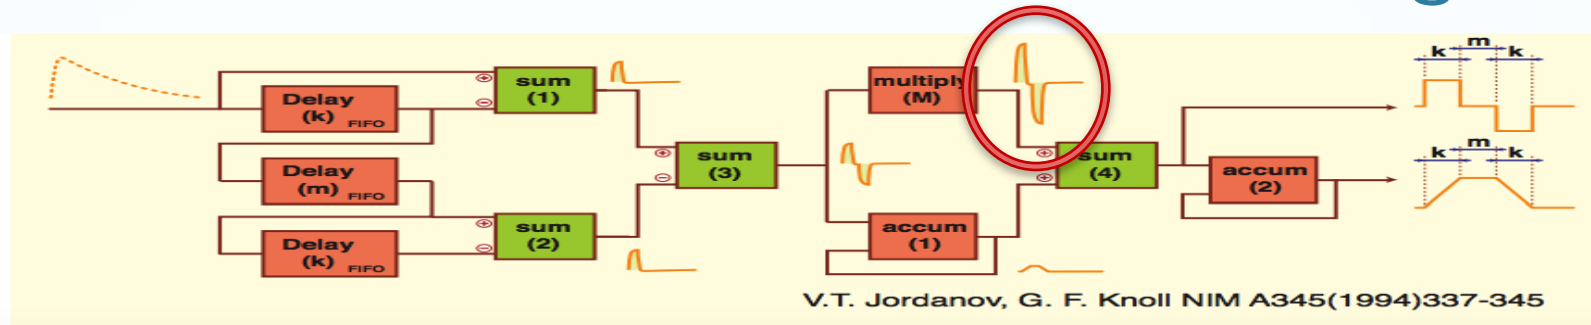 g
k m k
Delay
(k) FIFO
sum
(1)
multiply
(M)
Delay
(m) FIFO
sum
(3)
sum
(4)
accum
(2)
k m k
Delay
(k) FIFO
sum
(2)
accum
(1)
V.T. Jordanov, G. F. Knoll NIM A345(1994)337-345